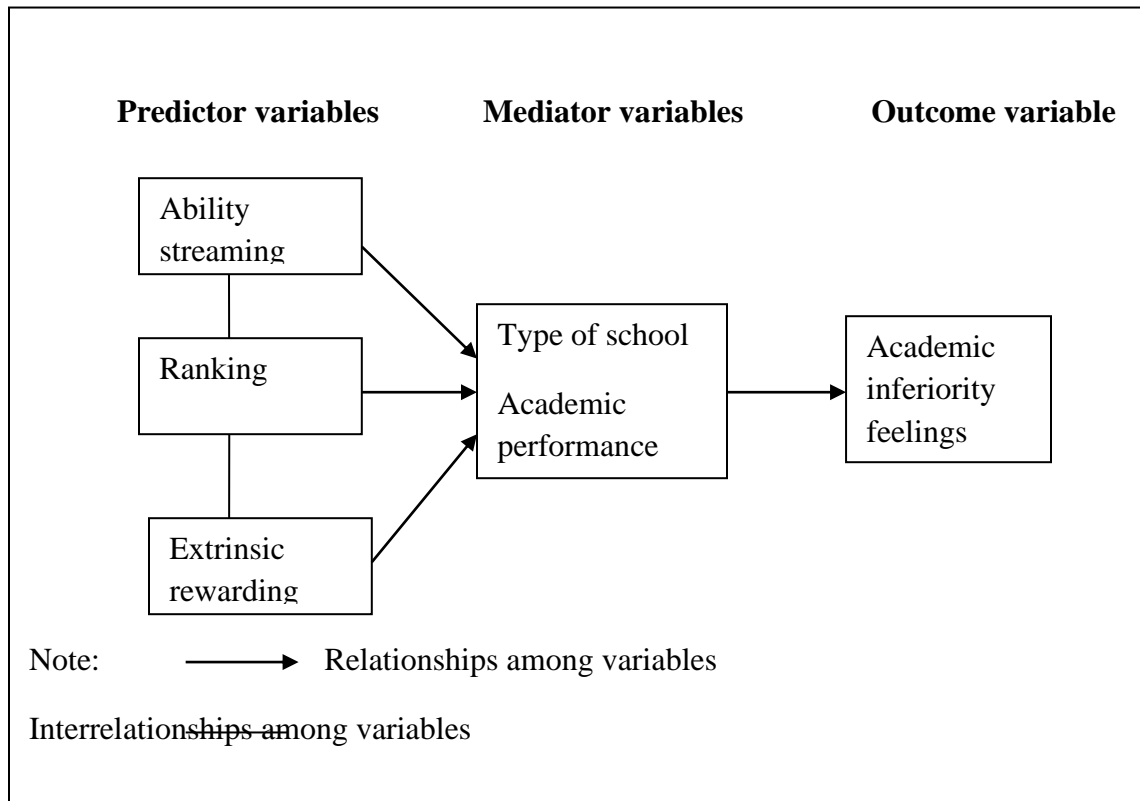 Predictor variables Mediator variables Outcome variable
Ability
streaming
Ranking
Extrinsic
rewarding
Type of school
Academic
performance
Academic
inferiority
feelings
Note: Relationships among variables
Interrelationships among variables